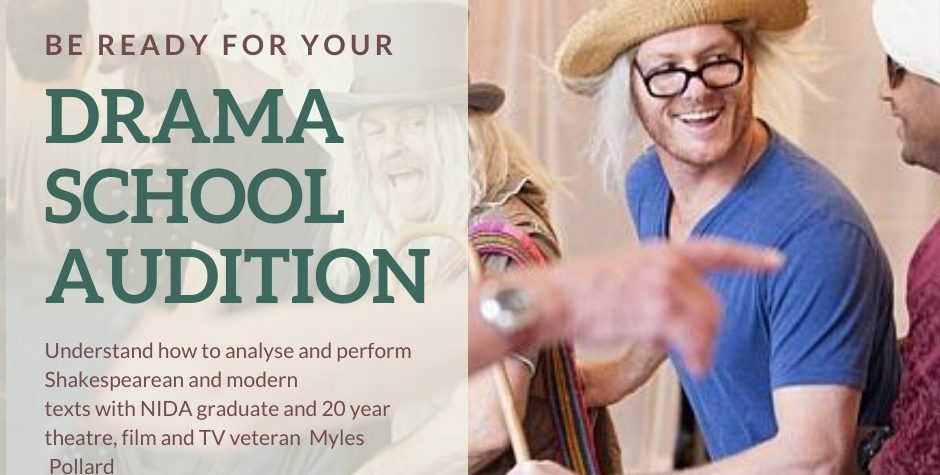 BE READY FOR YOUR
DRAMA
SCHOOL
AUDITION
Understand how to analyse and perform
Shakespearean and modern
texts with NIDA graduate and 20 year
theatre, film and TV veteran Myles
Pollard